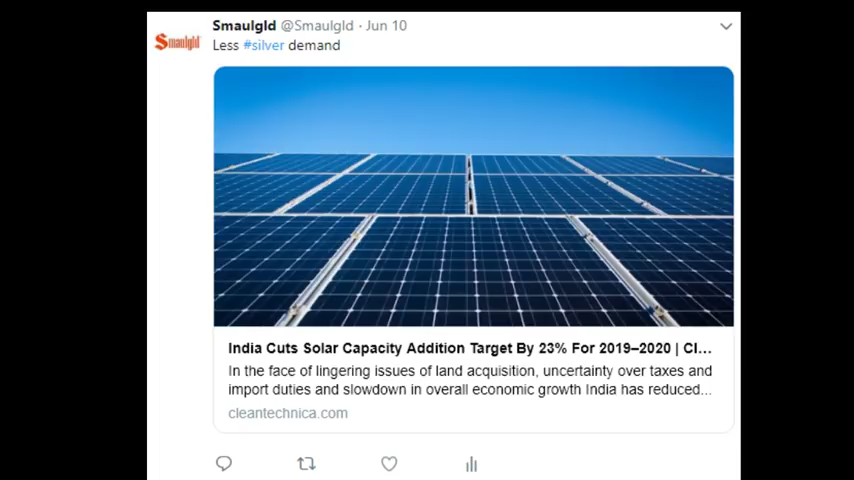 Smaulgld @Smaulgld · Jun 10
Smaulgld
Less #silver demand
India Cuts Solar Capacity Addition Target By 23% For 2019–2020 | Cl...
In the face of lingering issues of land acquisition, uncertainty over taxes and
import duties and slowdown in overall economic growth India has reduced...
cleantechnica.com